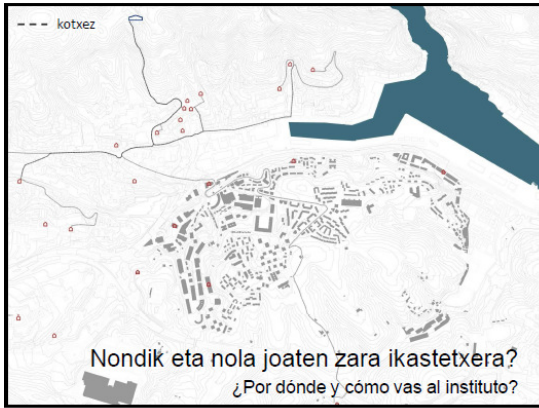 kotxez
Nondik eta nola joaten zara ikastetxera?
¿Por dónde y cómo vas al instituto?